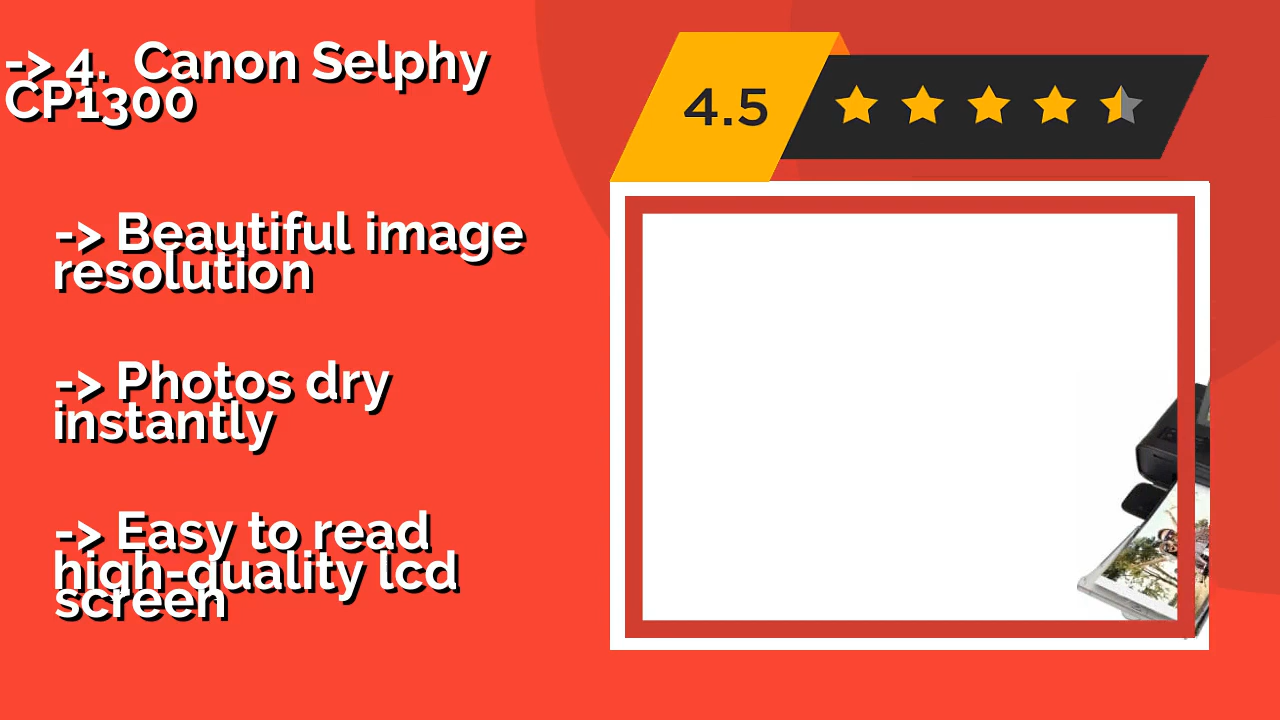 -> 4. Canon Selphy
CP1300
4.5
-> Beautiful image
resolution
-> Photos dry
instantly
-> Easy to read
high-quality lcd
screen